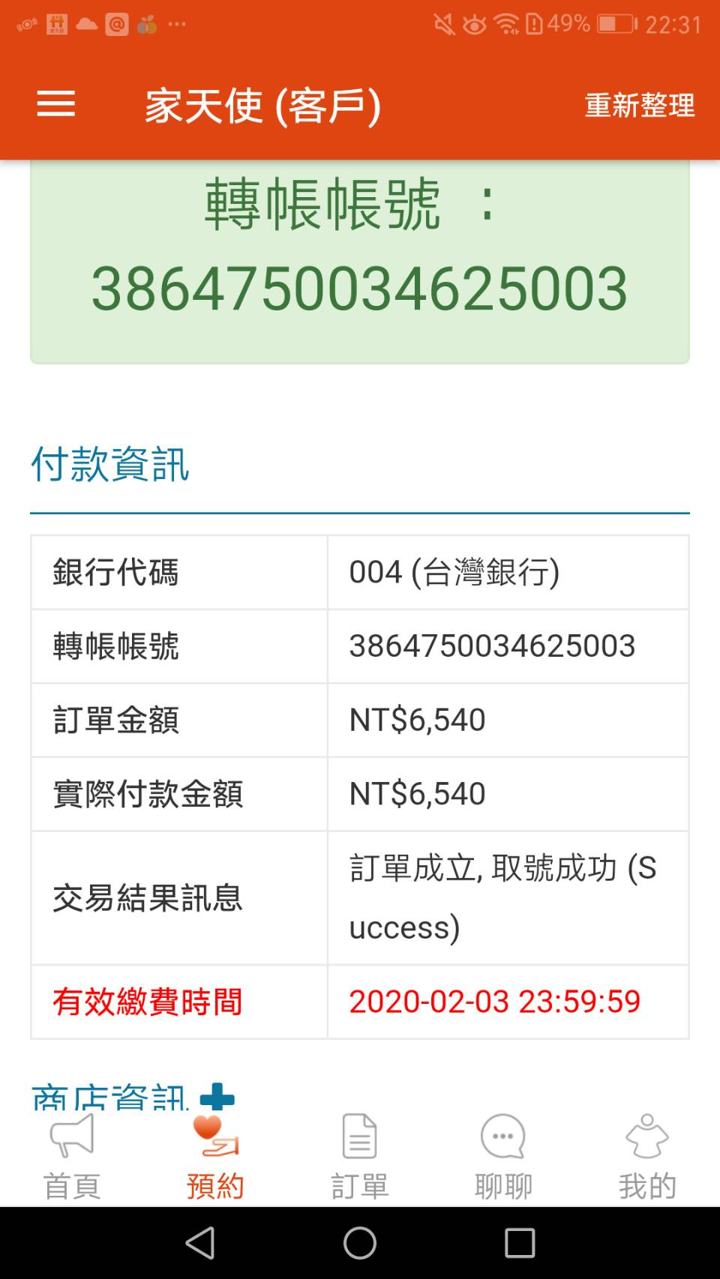 49% 22:31
家天使 (客戶) 重新整理
轉帳帳號 :
3864750034625003
付款資訊
銀行代碼 004 (台灣銀行)
轉帳帳號 3864750034625003
訂單金額 NT$6,540
實際付款金額 NT$6,540
交易結果訊息 訂單成立, 取號成功 (S
uccess)
有效繳費時間 2020-02-03 23:59:59
商店資訊
首頁 預約 訂單 聊聊 我的